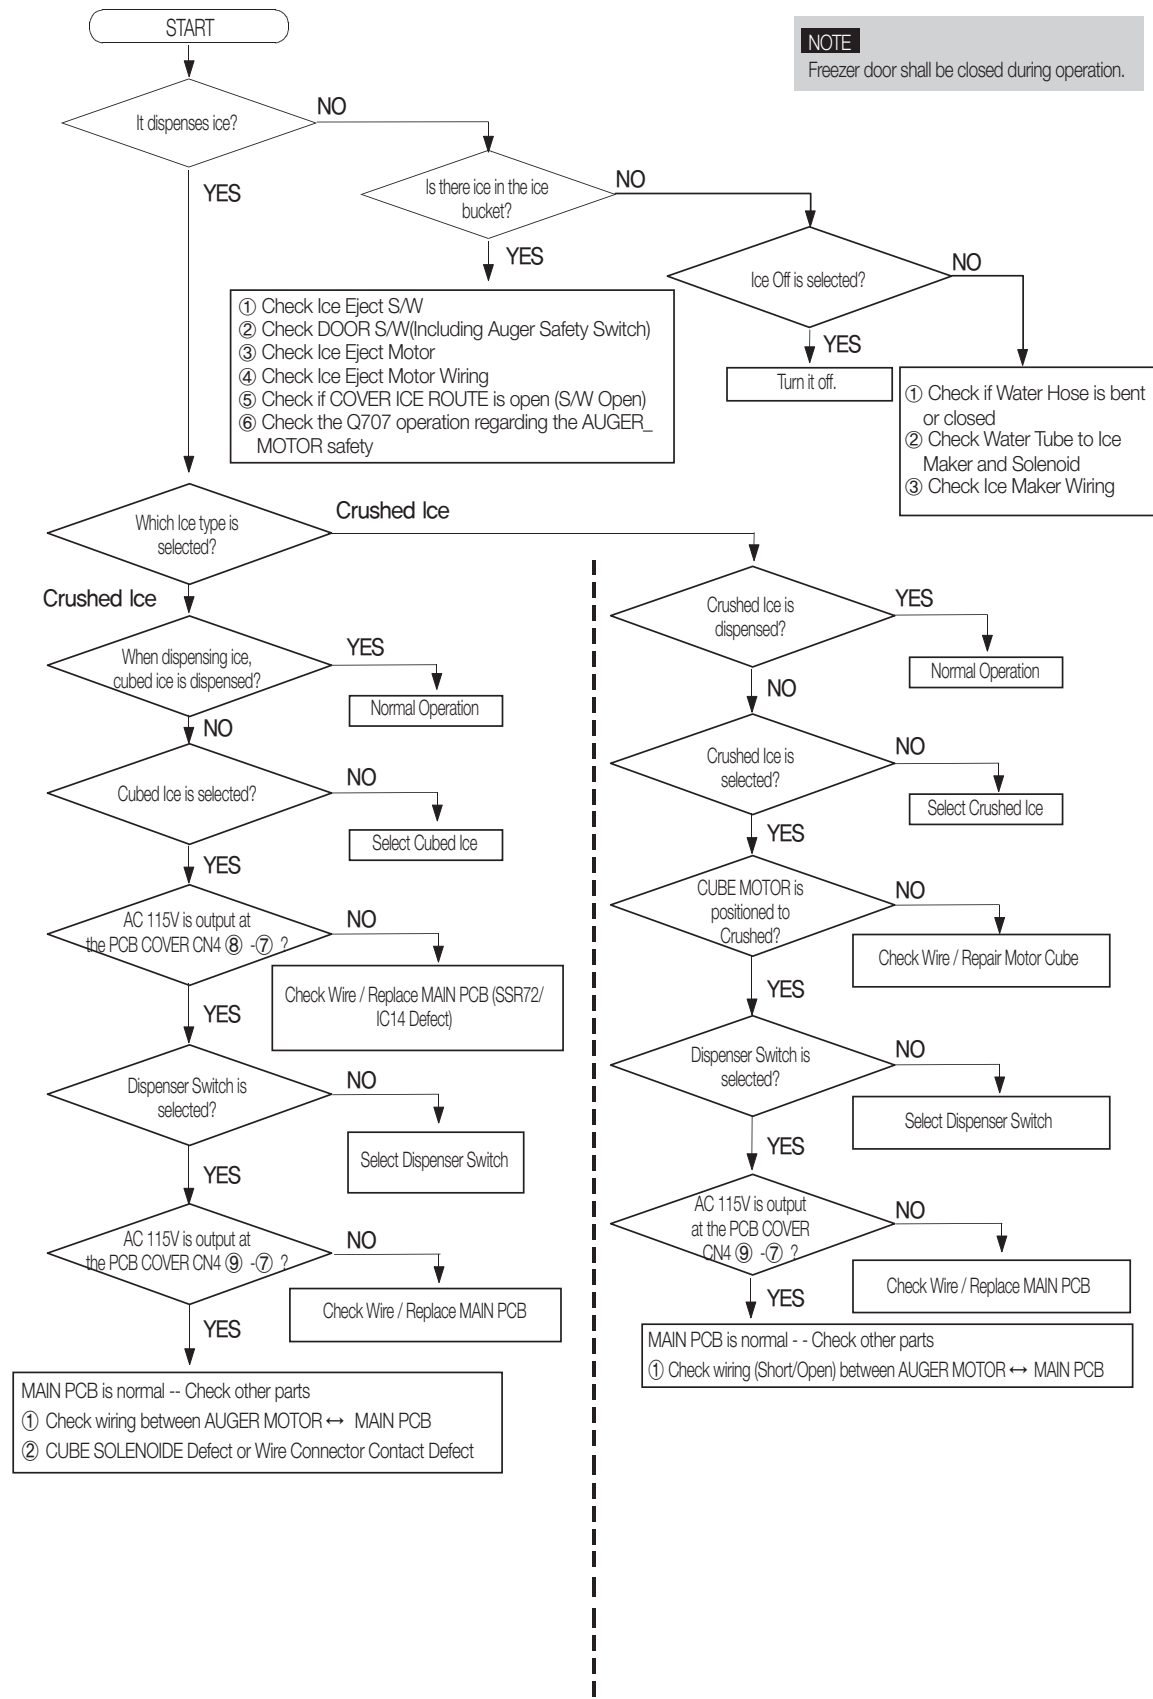 START
NOTE
Freezer door shall be closed during operation.
It dispenses ice?
NO
YES
Is there ice in the ice
bucket?
NO
YES
Ice Off is selected?
NO
YES
Turn it off.
① Check Ice Eject S/W
② Check DOOR S/W(Including Auger Safety Switch)
③ Check Ice Eject Motor
④ Check Ice Eject Motor Wiring
⑤ Check if COVER ICE ROUTE is open (S/W Open)
⑥ Check the Q707 operation regarding the AUGER_
MOTOR safety
① Check if Water Hose is bent
or closed
② Check Water Tube to Ice
Maker and Solenoid
③ Check Ice Maker Wiring
Which Ice type is
selected?
Crushed Ice
Crushed Ice
When dispensing ice,
cubed ice is dispensed?
YES
Normal Operation
NO
Cubed Ice is selected?
NO
Select Cubed Ice
YES
AC 115V is output at
the PCB COVER CN4 ⑧ -⑦ ?
NO
Check Wire / Replace MAIN PCB (SSR72/
IC14 Defect)
YES
Dispenser Switch is
selected?
NO
Select Dispenser Switch
YES
AC 115V is output at
the PCB COVER CN4 ⑨ -⑦ ?
NO
Check Wire / Replace MAIN PCB
YES
MAIN PCB is normal -- Check other parts
① Check wiring between AUGER MOTOR ↔ MAIN PCB
② CUBE SOLENOIDE Defect or Wire Connector Contact Defect
Crushed Ice is
dispensed?
YES
Normal Operation
NO
Crushed Ice is
selected?
NO
Select Crushed Ice
YES
CUBE MOTOR is
positioned to
Crushed?
NO
Check Wire / Repair Motor Cube
YES
Dispenser Switch is
selected?
NO
Select Dispenser Switch
YES
AC 115V is output
at the PCB COVER
CN4 ⑨ -⑦ ?
NO
Check Wire / Replace MAIN PCB
YES
MAIN PCB is normal - - Check other parts
① Check wiring (Short/Open) between AUGER MOTOR ↔ MAIN PCB